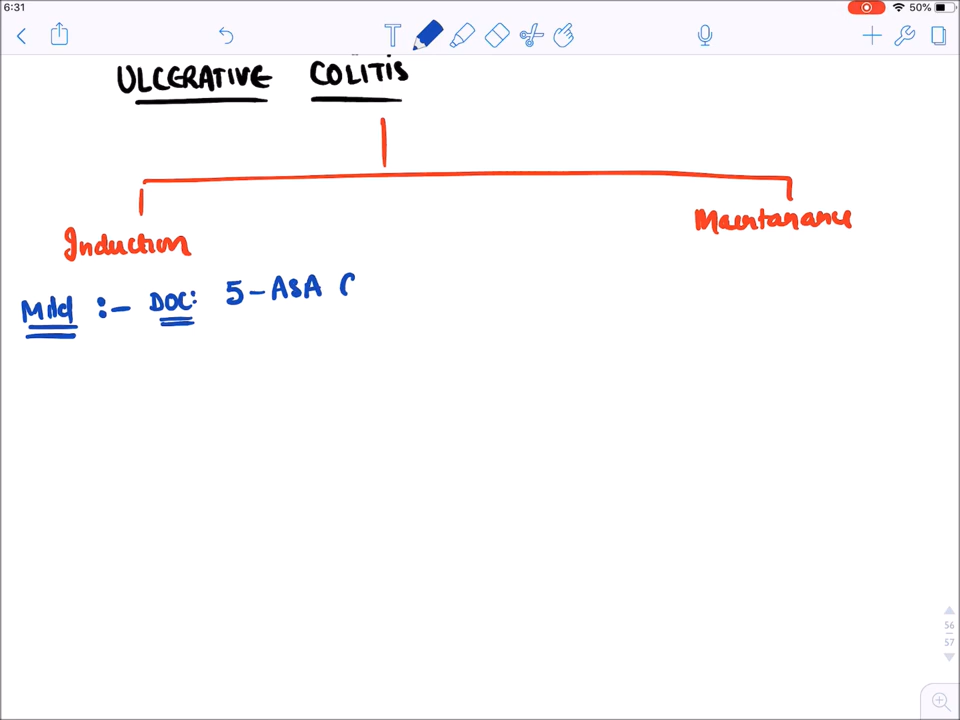 6:31
50%
ULCERATIVE COLITIS
Induction
Maintanance
Mild :- DOC: 5-ASA (
56
57